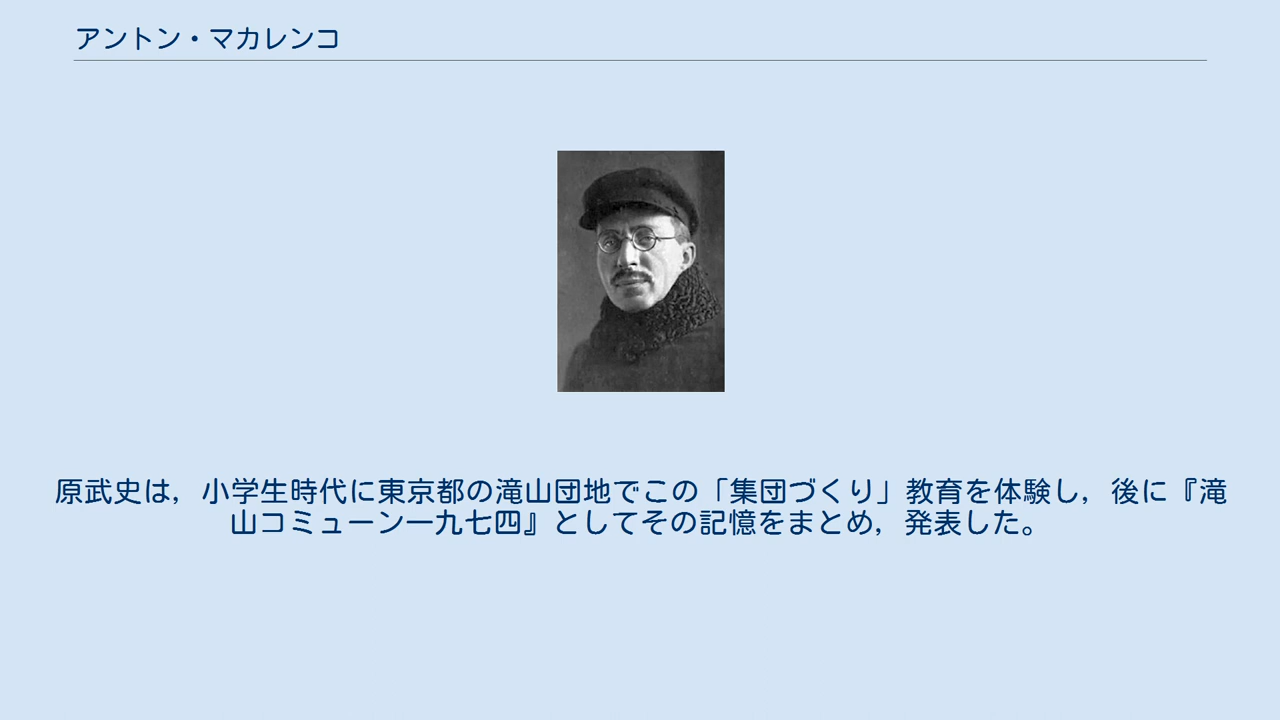 アントン・マカレンコ
原武史は，小学生時代に東京都の滝山団地でこの「集団づくり」教育を体験し，後に『滝
山コミューン一九七四』としてその記憶をまとめ，発表した。